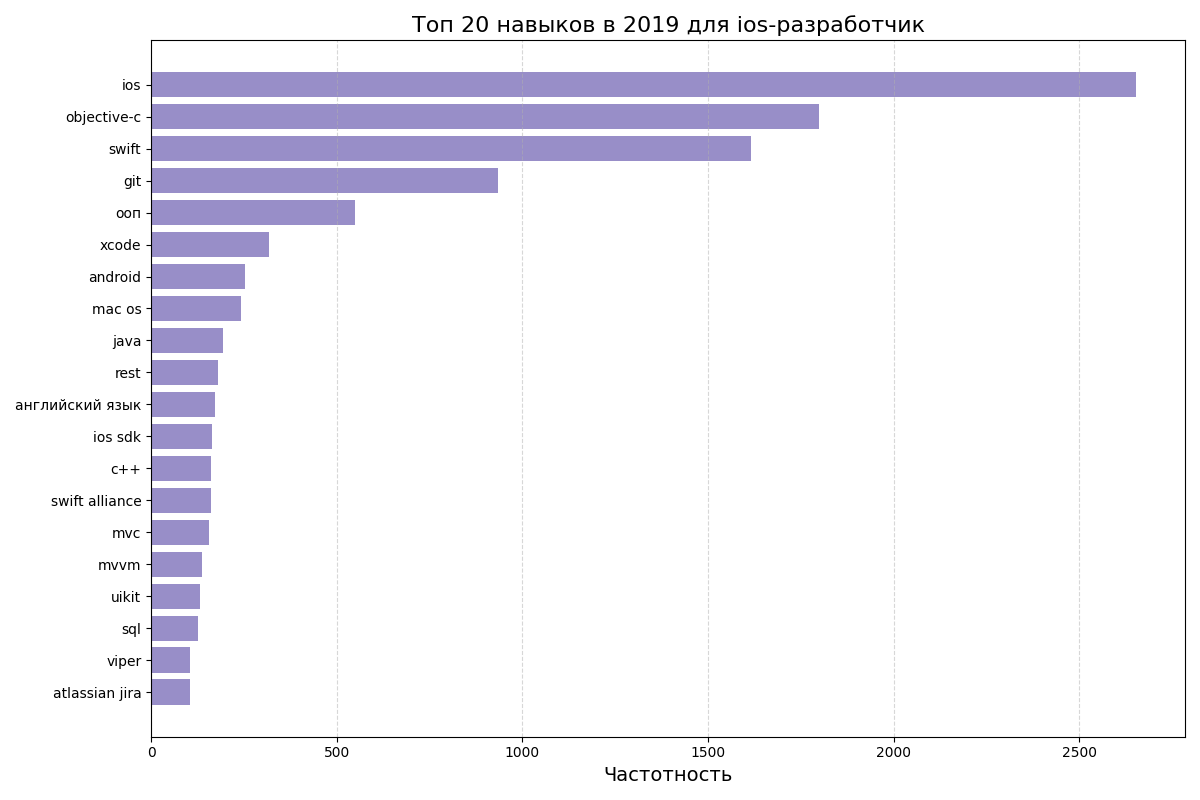 Топ 20 навыков в 2019 для ios-разработчик
ios
objective-c
swift
git
ооп
xcode
android
mac os
java
rest
английский язык
ios sdk
c++
swift alliance
mvc
mvvm
uikit
sql
viper
atlassian jira
0 500 1000 1500 2000 2500
Частотность